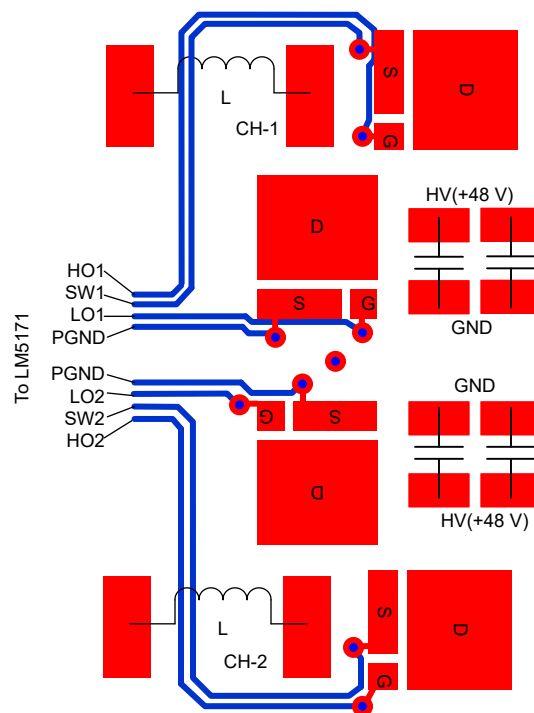 S
D
L
CH-1
G
HV(+48 V)
D
HO1
SW1
S
G
LO1
GND
PGND
To LM5171
PGND
GND
LO2
SW2
G
S
HO2
D
HV(+48 V)
S
L
D
CH-2
G